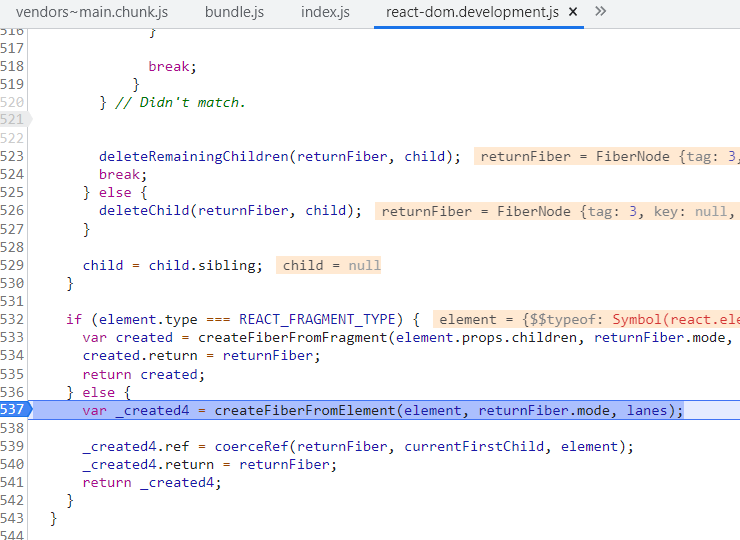 vendors~main.chunk.js bundle.js index.js react-dom.development.js × »
516 }
517
518 break;
519 }
520 } // Didn't match.
521
522
523 deleteRemainingChildren(returnFiber, child); returnFiber = FiberNode {tag: 3,
524 break;
525 } else {
526 deleteChild(returnFiber, child); returnFiber = FiberNode {tag: 3, key: null,
527 }
528
529 child = child.sibling; child = null
530 }
531
532 if (element.type === REACT_FRAGMENT_TYPE) { element = {$$typeof: Symbol(react.ele
533 var created = createFiberFromFragment(element.props.children, returnFiber.mode,
534 created.return = returnFiber;
535 return created;
536 } else {
537 var _created4 = createFiberFromElement(element, returnFiber.mode, lanes);
538
539 _created4.ref = coerceRef(returnFiber, currentFirstChild, element);
540 _created4.return = returnFiber;
541 return _created4;
542 }
543 }
544